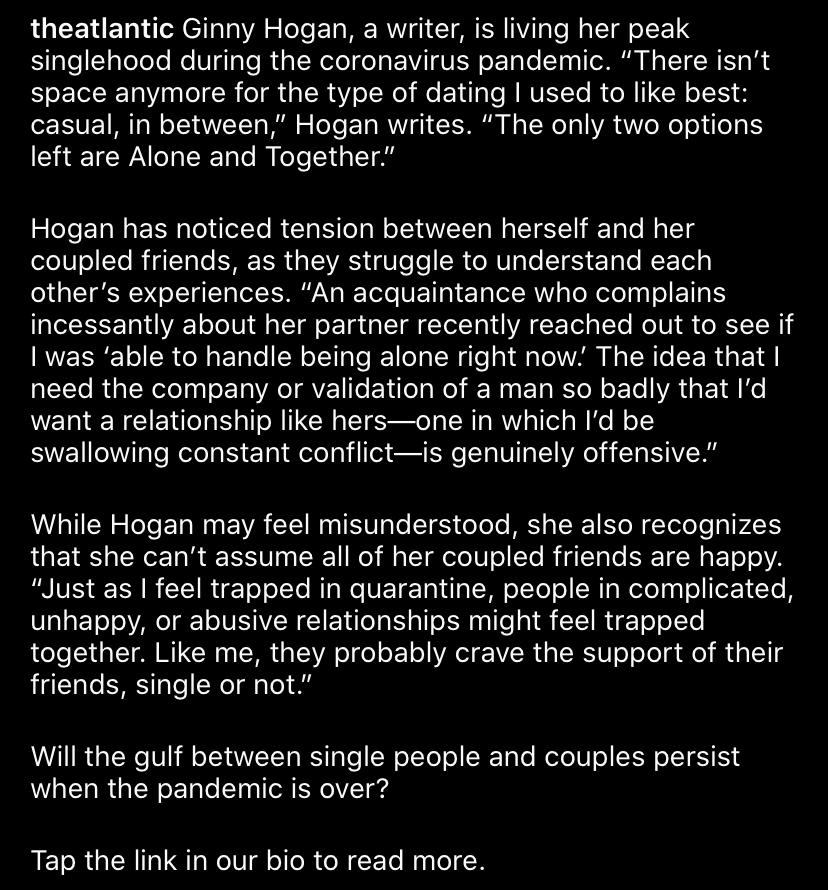 theatlantic Ginny Hogan, a writer, is living her peak
singlehood during the coronavirus pandemic. “There isn’t
space anymore for the type of dating I used to like best:
casual, in between,” Hogan writes. “The only two options
left are Alone and Together.”
Hogan has noticed tension between herself and her
coupled friends, as they struggle to understand each
other’s experiences. “An acquaintance who complains
incessantly about her partner recently reached out to see if
I was ‘able to handle being alone right now.’ The idea that I
need the company or validation of a man so badly that I’d
want a relationship like hers—one in which I’d be
swallowing constant conflict—is genuinely offensive.”
While Hogan may feel misunderstood, she also recognizes
that she can’t assume all of her coupled friends are happy.
“Just as I feel trapped in quarantine, people in complicated,
unhappy, or abusive relationships might feel trapped
together. Like me, they probably crave the support of their
friends, single or not.”
Will the gulf between single people and couples persist
when the pandemic is over?
Tap the link in our bio to read more.